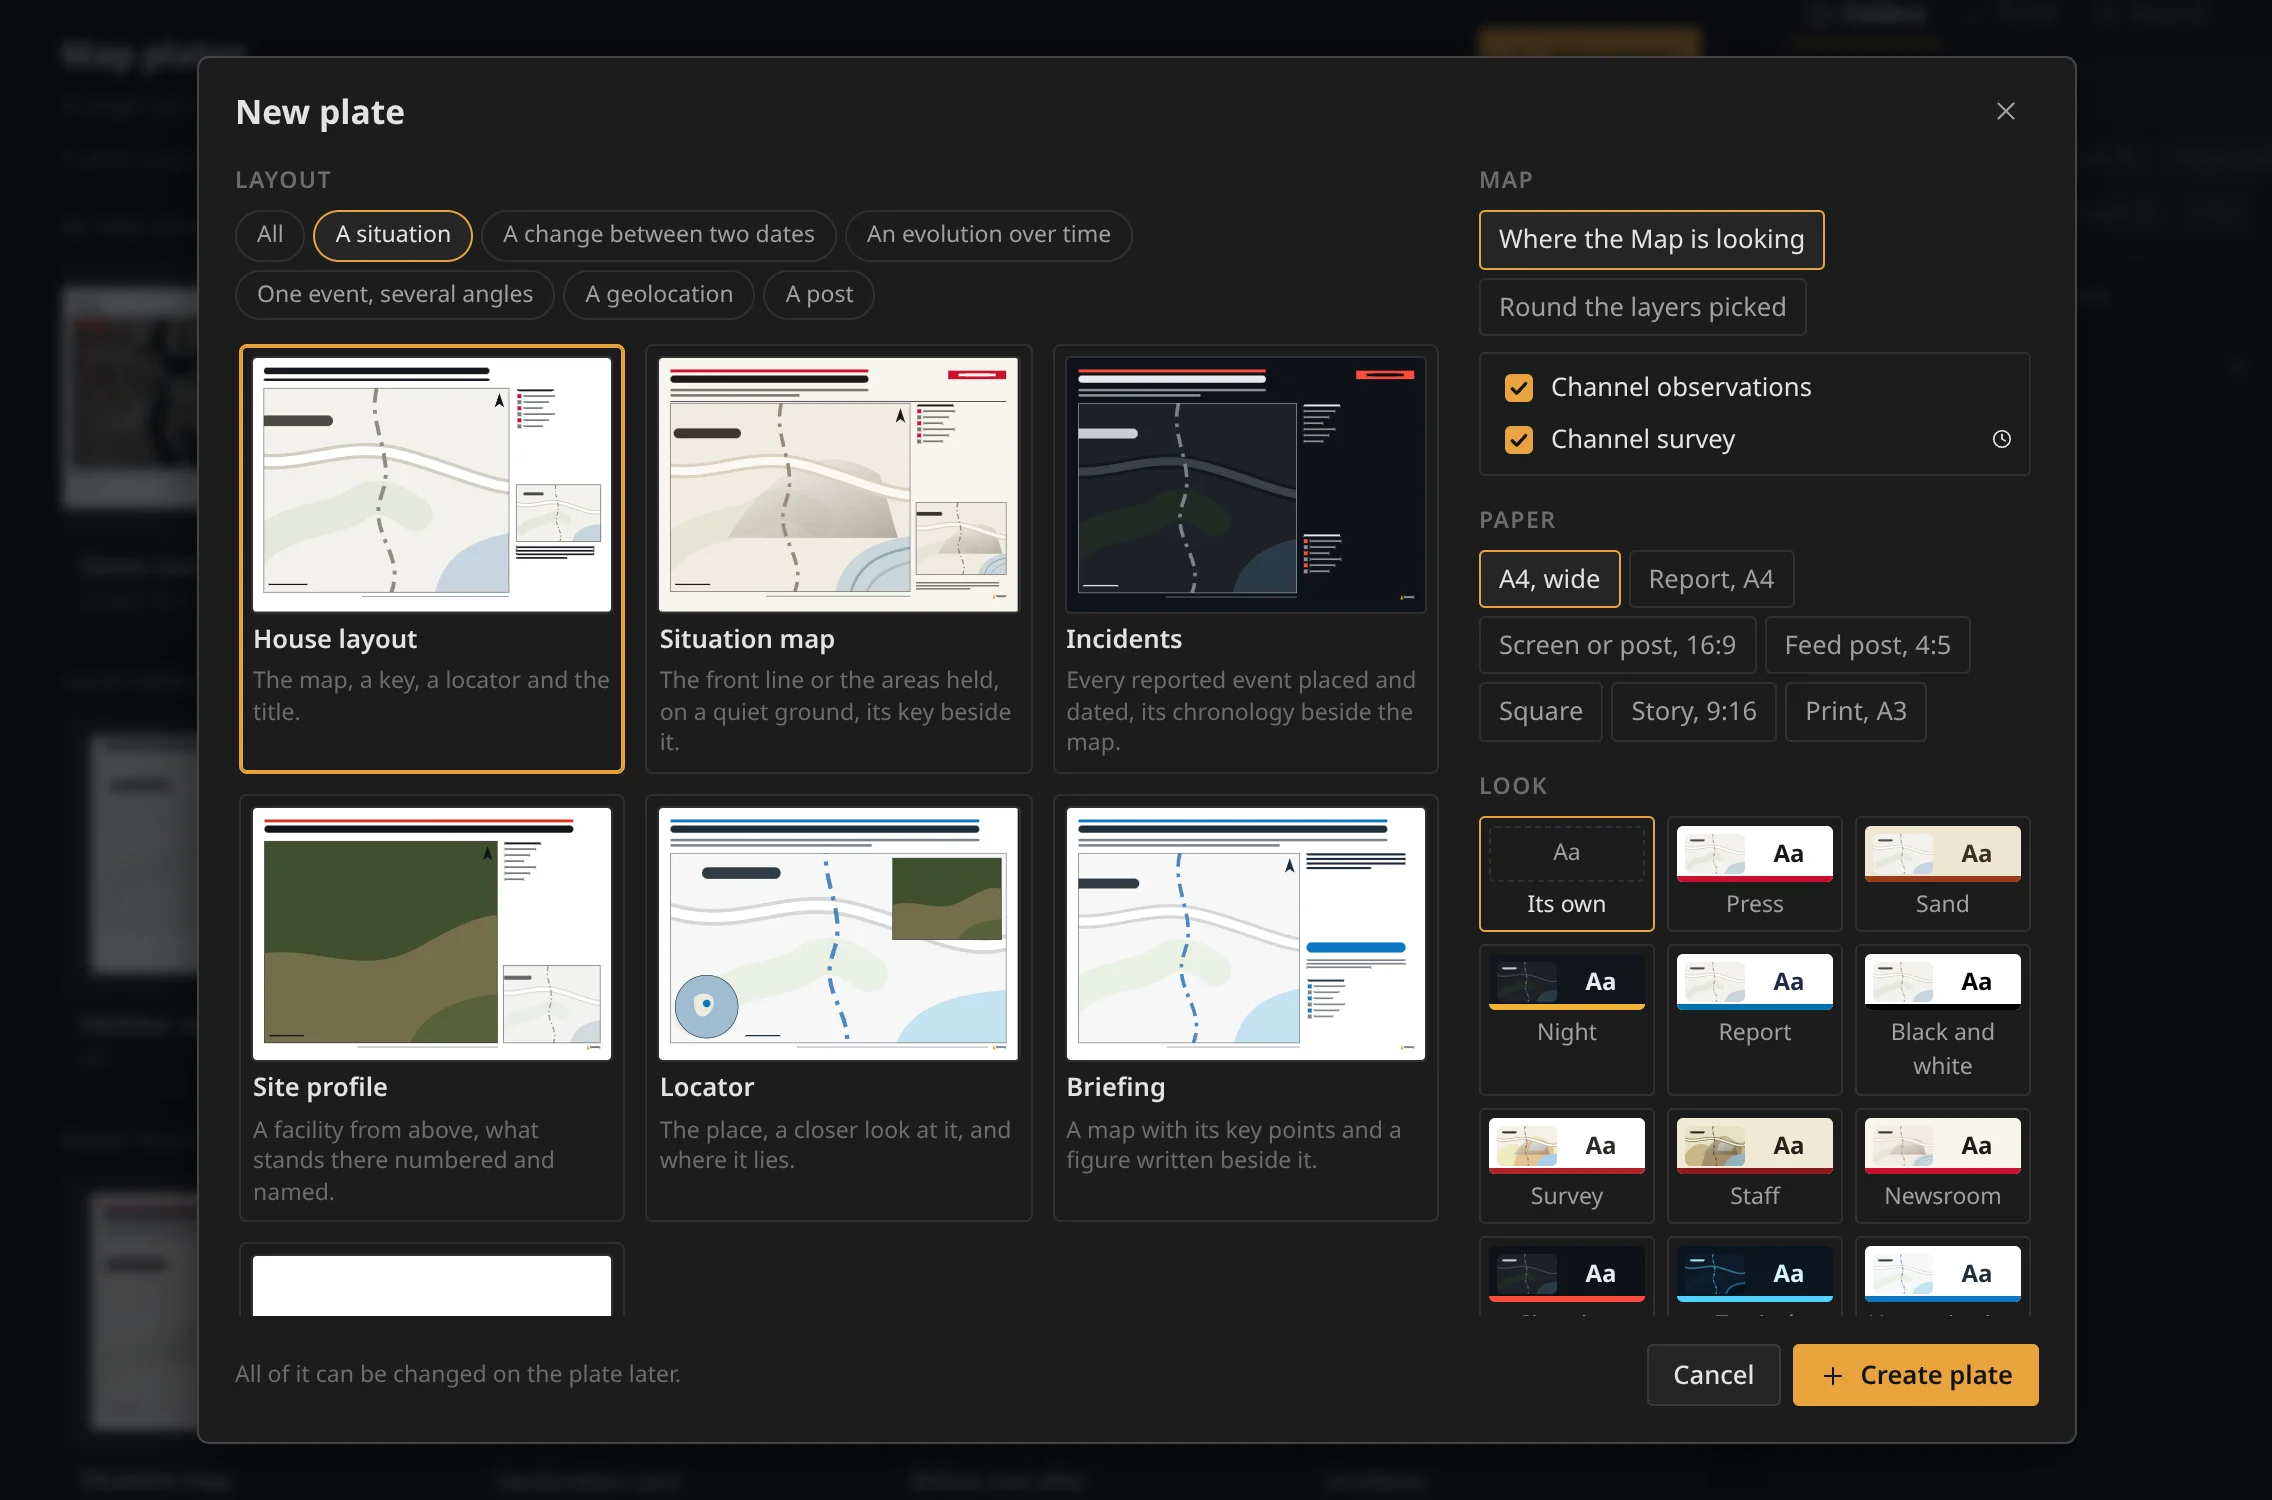 New plate
LAYOUT
All
A situation
A change between two dates
An evolution over time
One event, several angles
A geolocation
A post
House layout
The map, a key, a locator and the
title.
Situation map
The front line or the areas held,
on a quiet ground, its key beside
it.
Incidents
Every reported event placed and
dated, its chronology beside the
map.
Site profile
A facility from above, what
stands there numbered and
named.
Locator
The place, a closer look at it, and
where it lies.
Briefing
A map with its key points and a
figure written beside it.
MAP
Where the Map is looking
Round the layers picked
Channel observations
Channel survey
PAPER
A4, wide
Report, A4
Screen or post, 16:9
Feed post, 4:5
Square
Story, 9:16
Print, A3
LOOK
Aa
Its own
Aa
Press
Aa
Sand
Aa
Night
Aa
Report
Aa
Black and
white
Aa
Survey
Aa
Staff
Aa
Newsroom
Aa
Aa
Aa
All of it can be changed on the plate later.
Cancel
+ Create plate